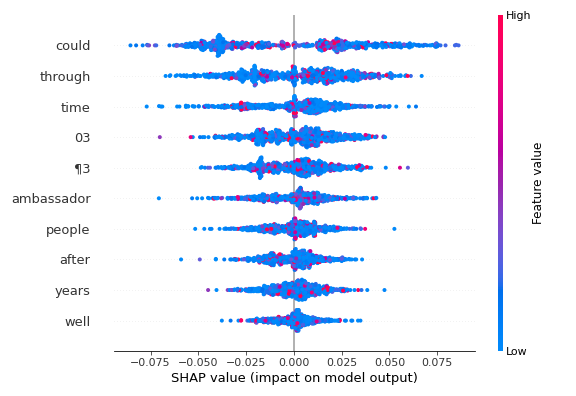 High
could
through
time
03
¶3
ambassador
people
after
years
well
Feature value
Low
−0.075 −0.050 −0.025 0.000 0.025 0.050 0.075
SHAP value (impact on model output)